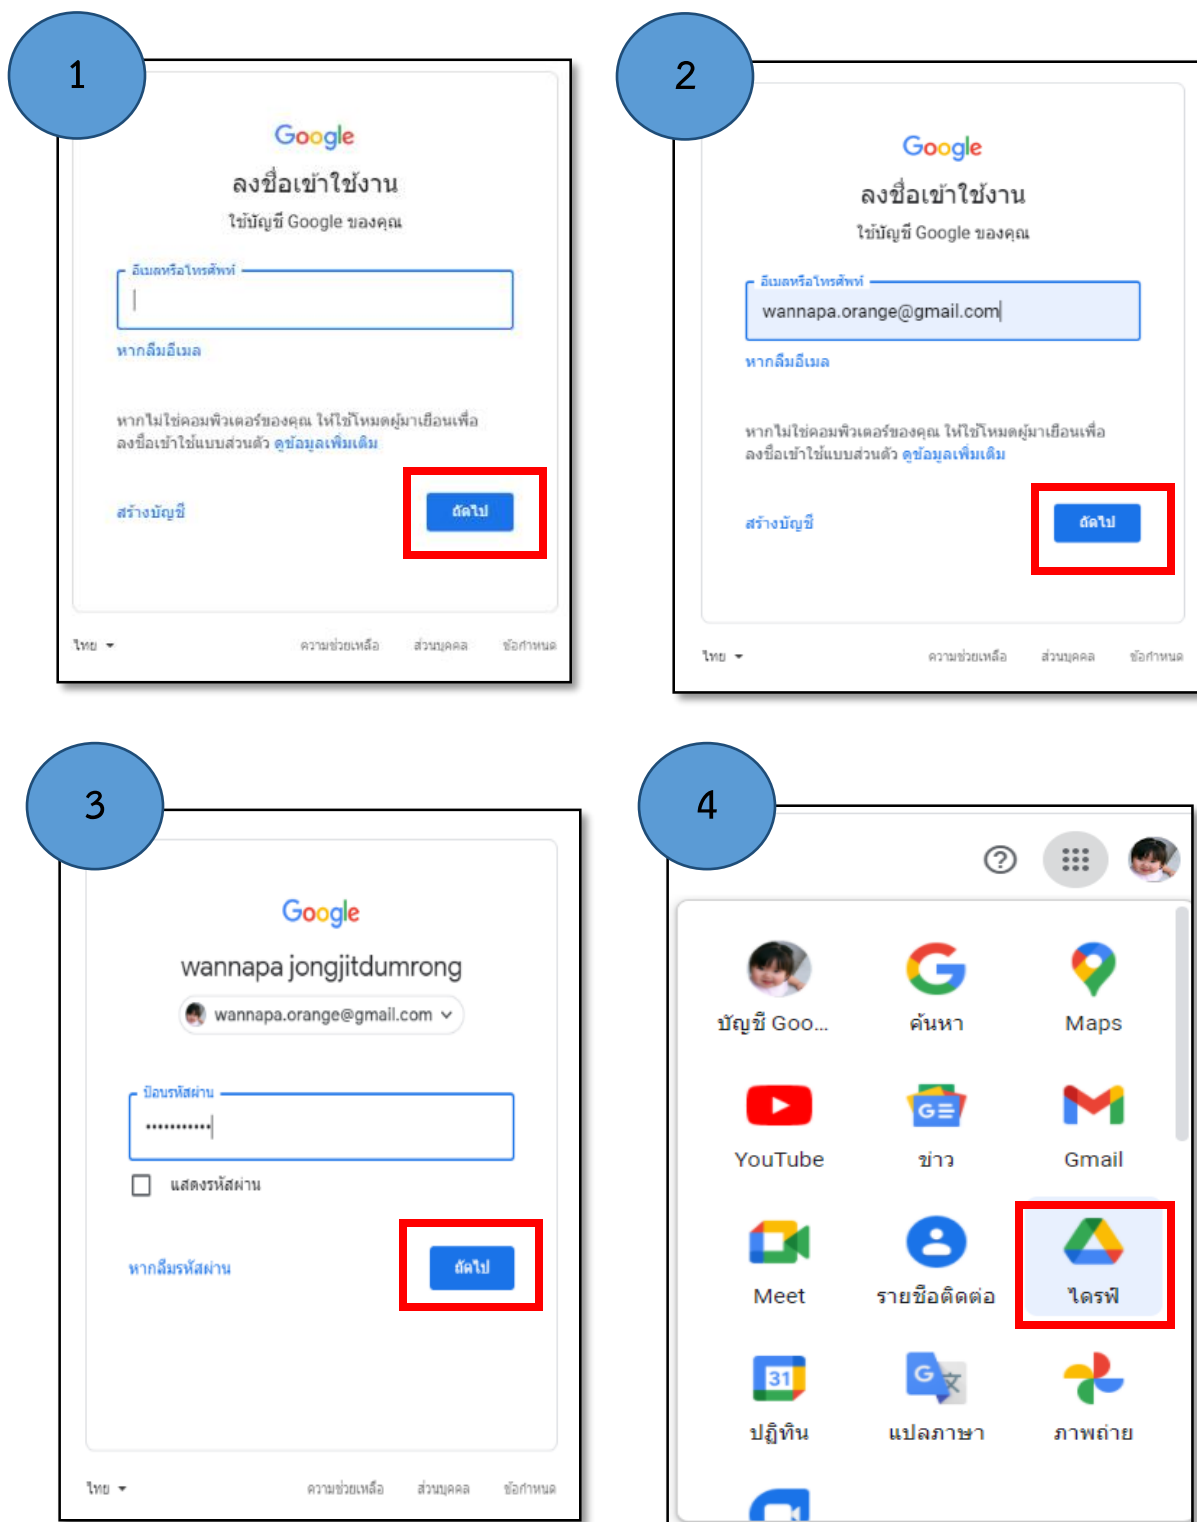 1
Google
ลงชื่อเข้าใช้งาน
ใช้บัญชี Google ของคุณ
อีเมลหรือโทรศัพท์
หากลืมอีเมล
หากไม่ใช่คอมพิวเตอร์ของคุณ ให้ใช้โหมดผู้มาเยือนเพื่อ
ลงชื่อเข้าใช้แบบส่วนตัว ดูข้อมูลเพิ่มเติม
สร้างบัญชี
ถัดไป
ไทย
ความช่วยเหลือ ส่วนบุคคล ข้อกำหนด
2
Google
ลงชื่อเข้าใช้งาน
ใช้บัญชี Google ของคุณ
อีเมลหรือโทรศัพท์
wannapa.orange@gmail.com
หากลืมอีเมล
หากไม่ใช่คอมพิวเตอร์ของคุณ ให้ใช้โหมดผู้มาเยือนเพื่อ
ลงชื่อเข้าใช้แบบส่วนตัว ดูข้อมูลเพิ่มเติม
สร้างบัญชี
ถัดไป
ไทย
ความช่วยเหลือ ส่วนบุคคล ข้อกำหนด
3
Google
wannapa jongjitdumrong
wannapa.orange@gmail.com
ป้อนรหัสผ่าน
•••••••••••
แสดงรหัสผ่าน
หากลืมรหัสผ่าน
ถัดไป
ไทย
ความช่วยเหลือ ส่วนบุคคล ข้อกำหนด
4
บัญชี Goo...
ค้นหา
Maps
YouTube
ข่าว
Gmail
Meet
รายชื่อติดต่อ
ไดรฟ์
31
ปฏิทิน
แปลภาษา
ภาพถ่าย